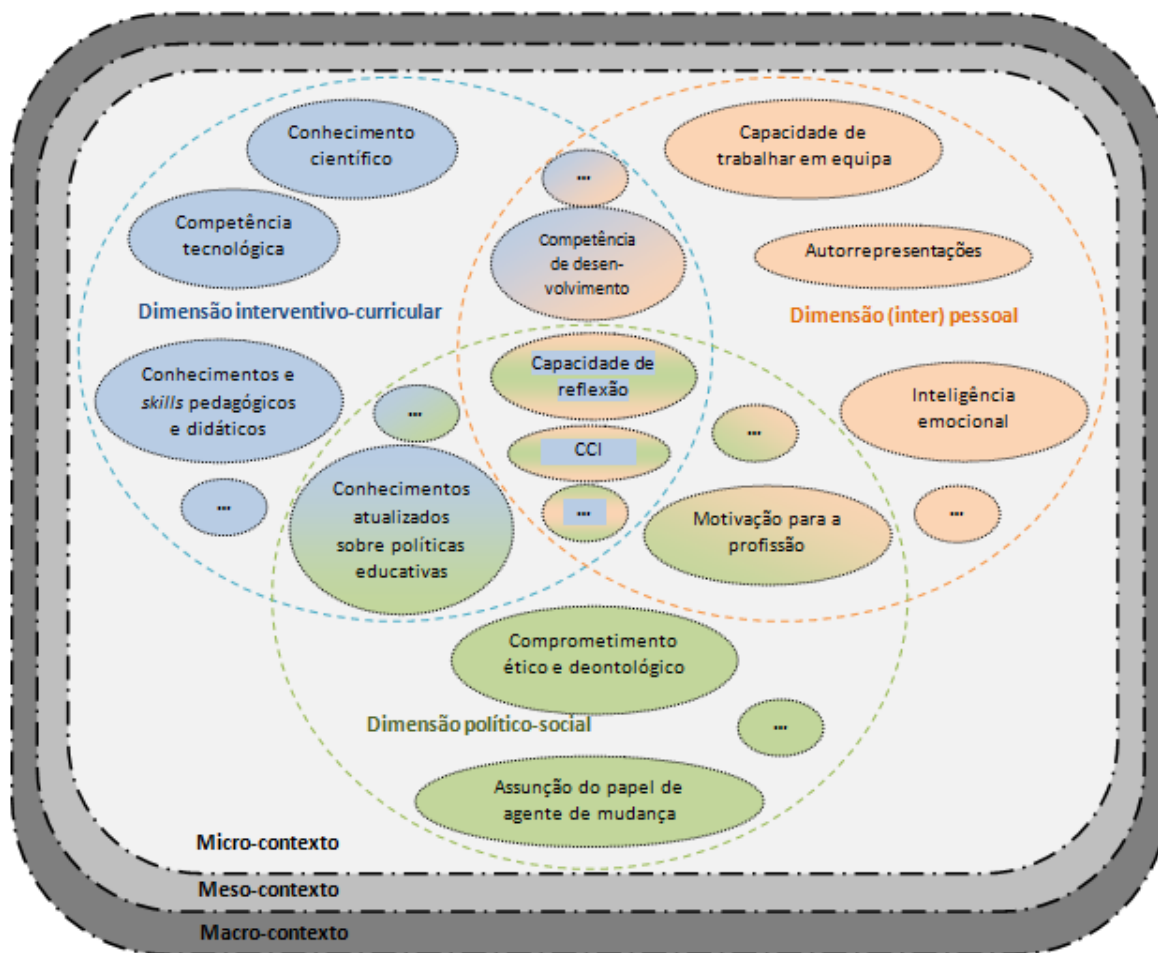 Conhecimento
científico
Capacidade de
trabalhar em equipa
...
Competência
tecnológica
Competência
de desen-
volvimento
Autorrepresentações
Dimensão interventivo-curricular
Dimensão (inter) pessoal
Capacidade de
reflexão
Conhecimentos e
skills pedagógicos
e didáticos
...
Inteligência
emocional
...
CCI
Conhecimentos
atualizados
sobre políticas
educativas
...
...
Motivação para a
profissão
...
Comprometimento
ético e deontológico
Dimensão político-social
...
Assunção do papel de
agente de mudança
Micro-contexto
Meso-contexto
Macro-contexto